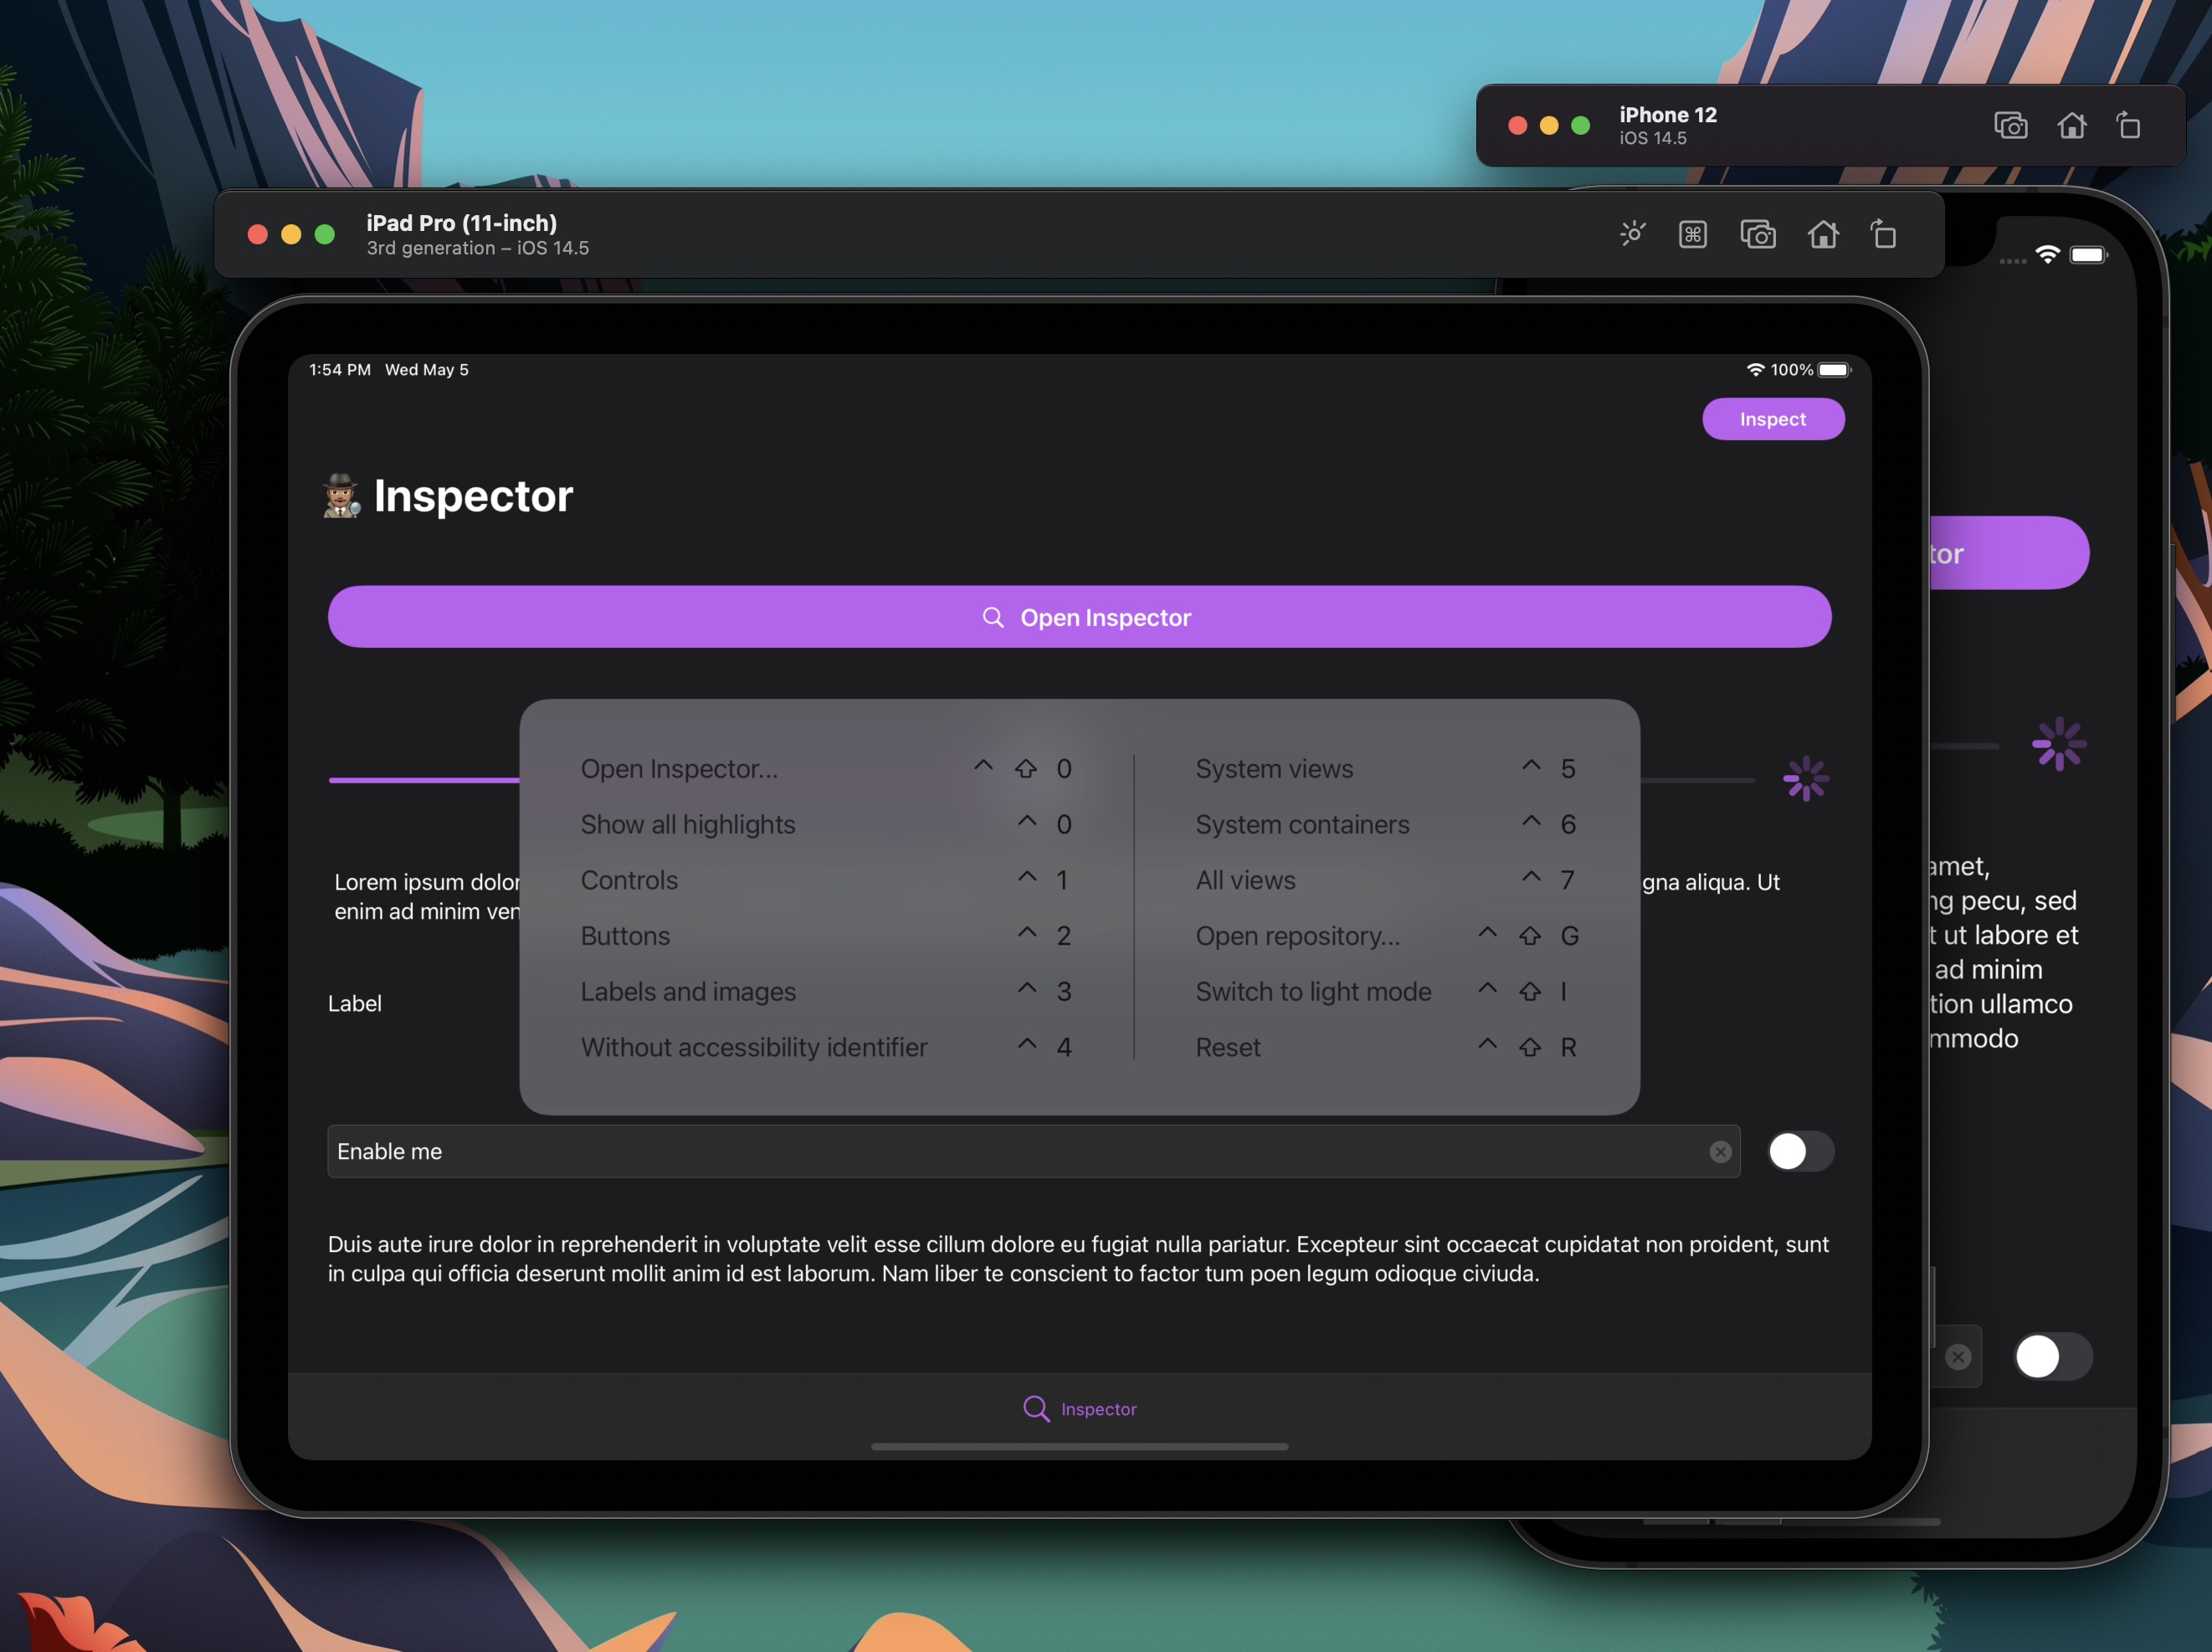 iPhone 12
iOS 14.5
iPad Pro (11-inch)
3rd generation – iOS 14.5
1:54 PM Wed May 5
100%
Inspect
🕵🏽‍♂️ Inspector
Open Inspector
Open Inspector... ^ ⇧ 0
Show all highlights ^ 0
Controls ^ 1
Buttons ^ 2
Labels and images ^ 3
Without accessibility identifier ^ 4
System views ^ 5
System containers ^ 6
All views ^ 7
Open repository... ^ ⇧ G
Switch to light mode ^ ⇧ I
Reset ^ ⇧ R
Lorem ipsum dolor
gna aliqua. Ut
enim ad minim ven
Label
Enable me
Duis aute irure dolor in reprehenderit in voluptate velit esse cillum dolore eu fugiat nulla pariatur. Excepteur sint occaecat cupidatat non proident, sunt
in culpa qui officia deserunt mollit anim id est laborum. Nam liber te conscient to factor tum poen legum odioque civiuda.
Inspector
tor
amet,
ng pecu, sed
t ut labore et
ad minim
tion ullamco
mmodo